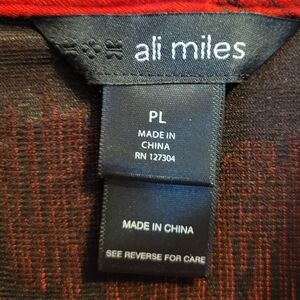 ali miles
PL
MADE IN
CHINA
RN 127304
MADE IN CHINA
SEE REVERSE FOR CARE